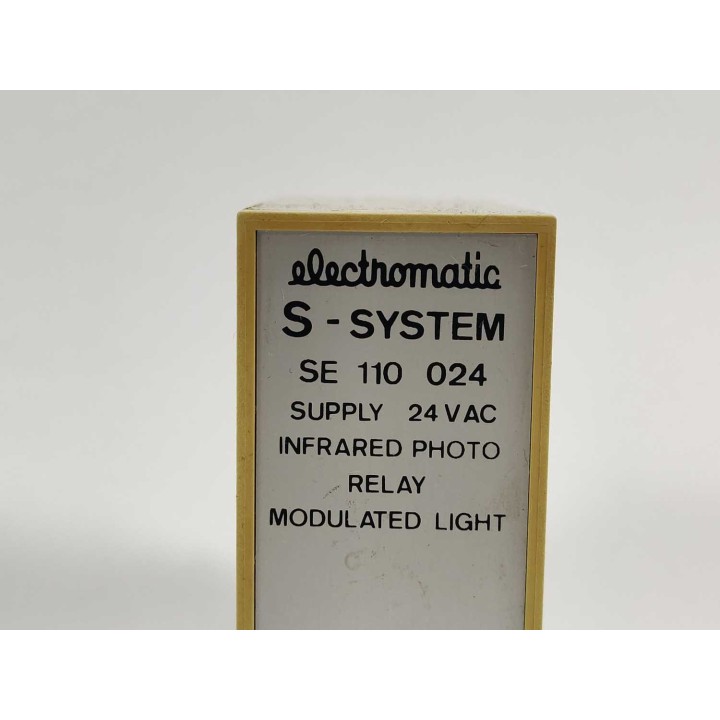 electromatic
S - SYSTEM
SE 110 024
SUPPLY 24 VAC
INFRARED PHOTO
RELAY
MODULATED LIGHT